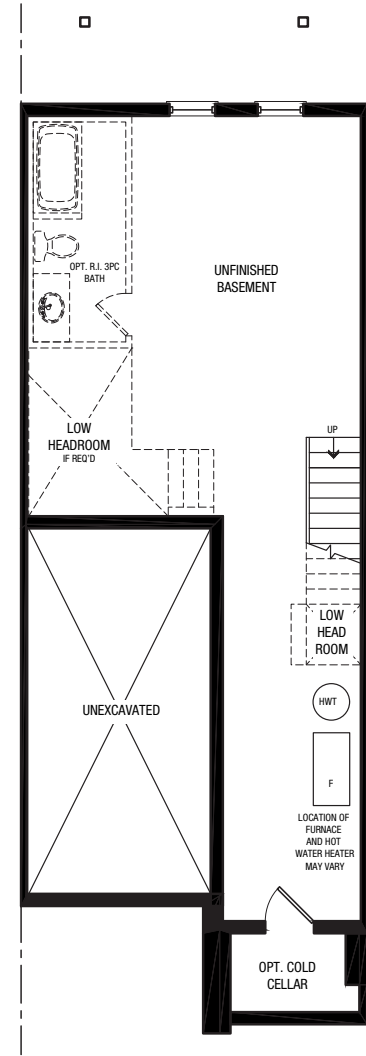 OPT. R.I. 3PC
BATH
UNFINISHED
BASEMENT
LOW
HEADROOM
IF REQ'D
UP
LOW
HEAD
ROOM
HWT
UNEXCAVATED
F
LOCATION OF
FURNACE
AND HOT
WATER HEATER
MAY VARY
OPT. COLD
CELLAR